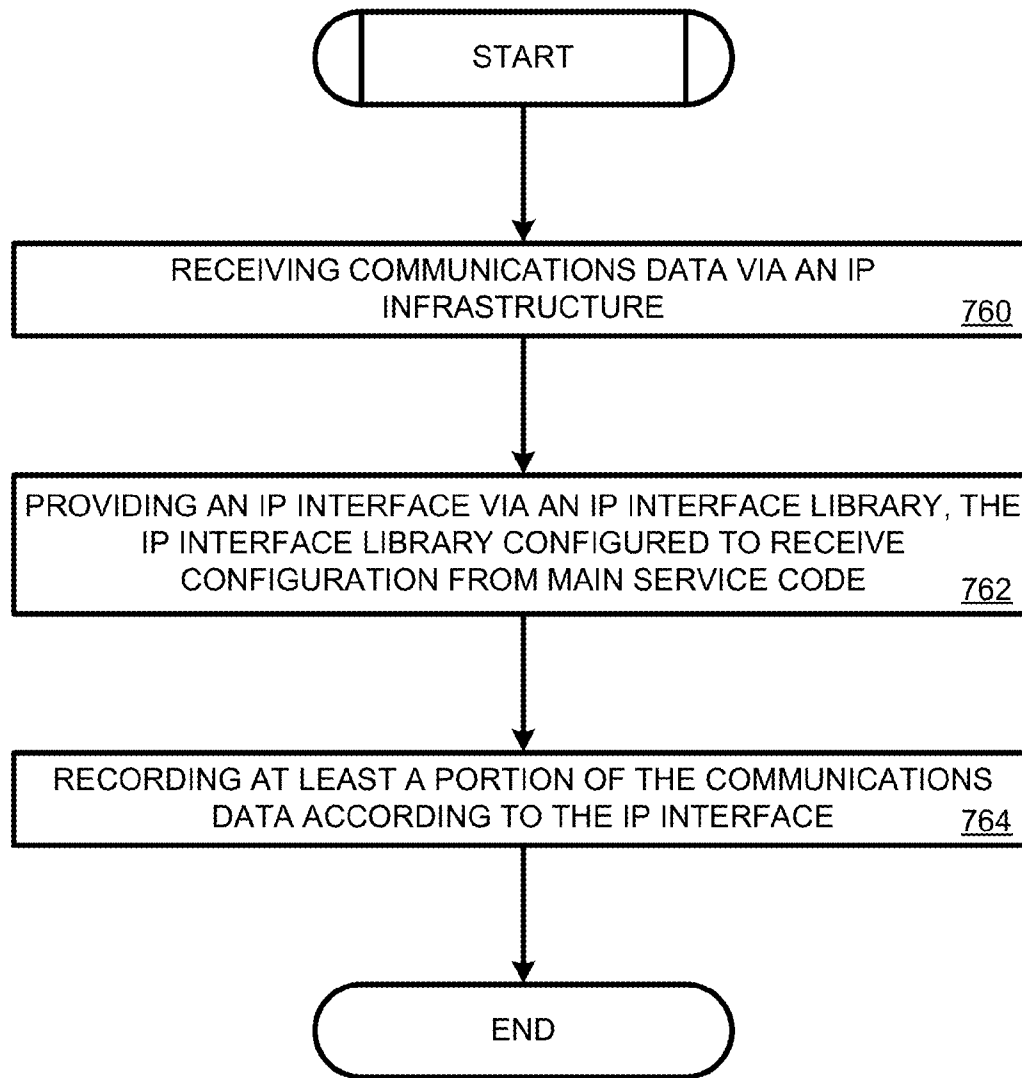 START
RECEIVING COMMUNICATIONS DATA VIA AN IP
INFRASTRUCTURE
760
PROVIDING AN IP INTERFACE VIA AN IP INTERFACE LIBRARY, THE
IP INTERFACE LIBRARY CONFIGURED TO RECEIVE
CONFIGURATION FROM MAIN SERVICE CODE
762
RECORDING AT LEAST A PORTION OF THE COMMUNICATIONS
DATA ACCORDING TO THE IP INTERFACE
764
END